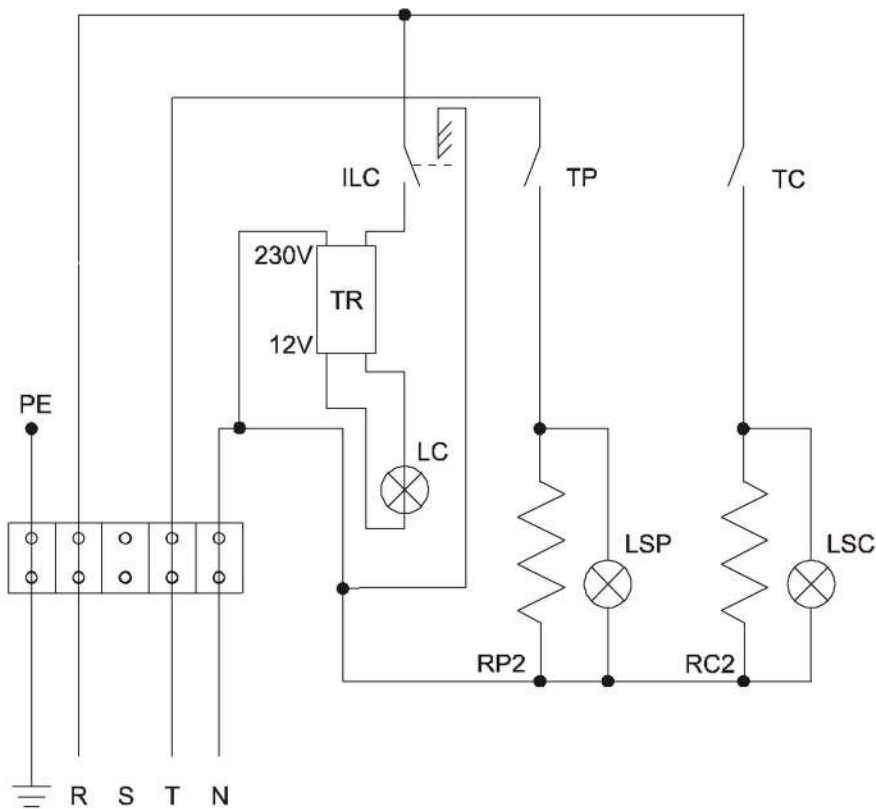 ILC
TP
TC
230V
TR
12V
PE
LC
LSP
LSC
RP2
RC2
R S T N